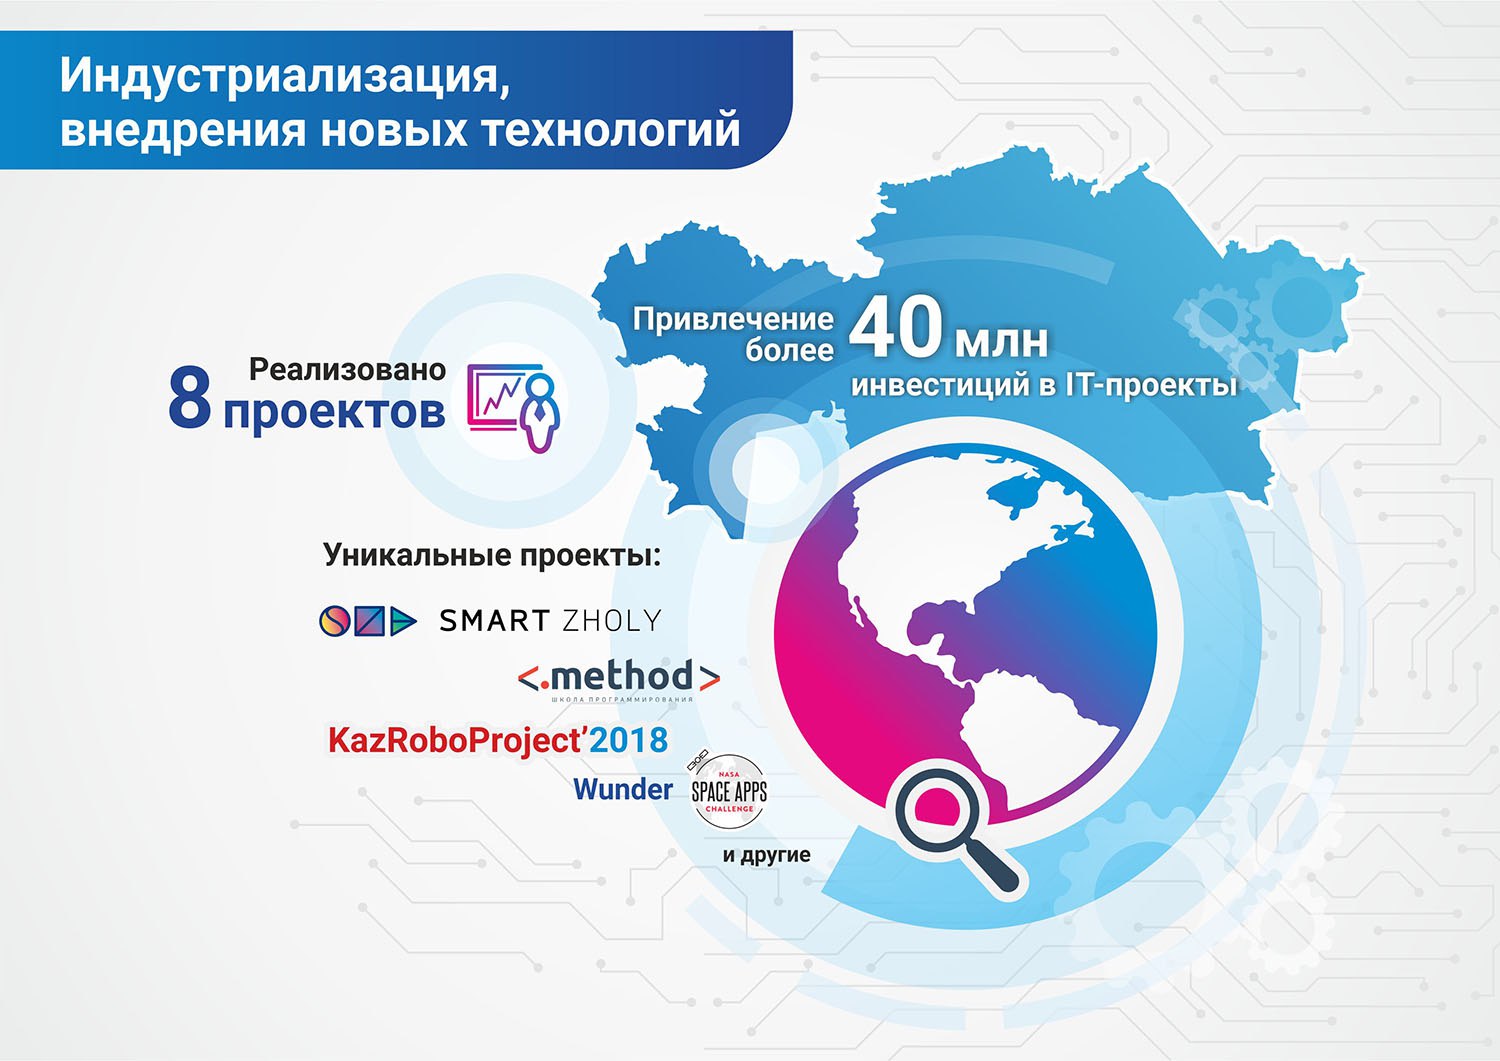 Индустриализация,
внедрения новых технологий
Привлечение
более
40 млн
инвестиций в IT-проекты
Реализовано
8 проектов
Уникальные проекты:
SMART ZHOLY
<.method>
ШКОЛА ПРОГРАММИРОВАНИЯ
KazRoboProject’2018
Wunder
NASA
SPACE APPS
CHALLENGE
и другие